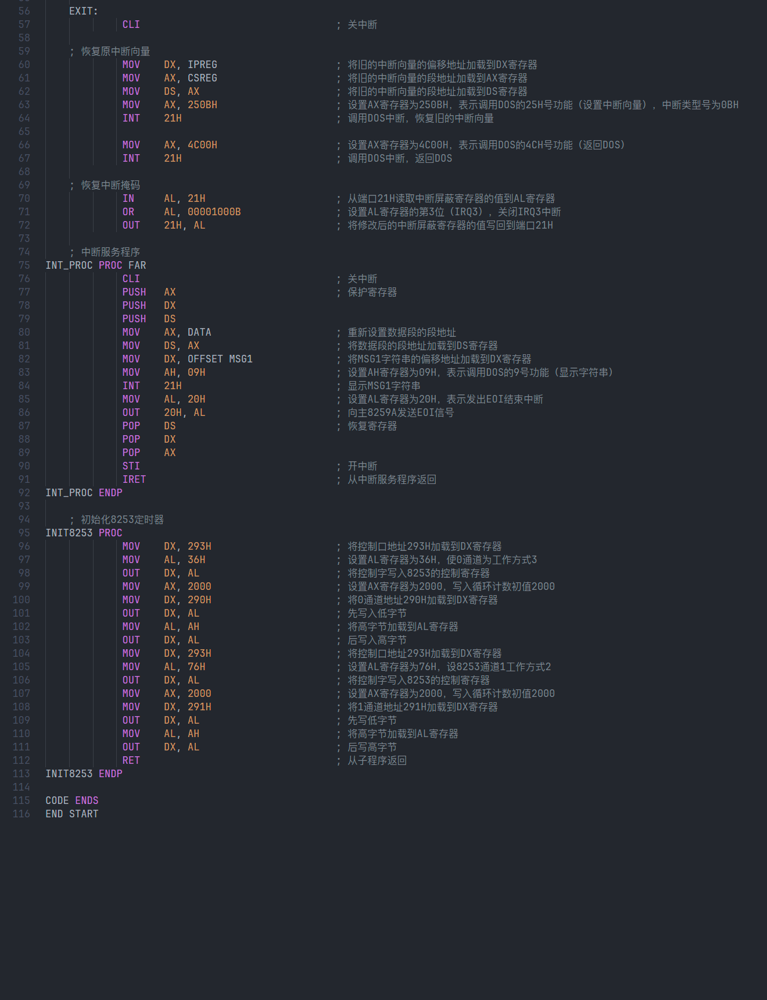 56 EXIT:
57 CLI ; 关中断
58
59 ; 恢复原中断向量
60 MOV DX, IPREG ; 将旧的中断向量的偏移地址加载到DX寄存器
61 MOV AX, CSREG ; 将旧的中断向量的段地址加载到AX寄存器
62 MOV DS, AX ; 将旧的中断向量的段地址加载到DS寄存器
63 MOV AX, 250BH ; 设置AX寄存器为250BH，表示调用DOS的25H号功能（设置中断向量），中断类型号为0BH
64 INT 21H ; 调用DOS中断，恢复旧的中断向量
65
66 MOV AX, 4C00H ; 设置AX寄存器为4C00H，表示调用DOS的4CH号功能（返回DOS）
67 INT 21H ; 调用DOS中断，返回DOS
68
69 ; 恢复中断掩码
70 IN AL, 21H ; 从端口21H读取中断屏蔽寄存器的值到AL寄存器
71 OR AL, 00001000B ; 设置AL寄存器的第3位（IRQ3），关闭IRQ3中断
72 OUT 21H, AL ; 将修改后的中断屏蔽寄存器的值写回到端口21H
73
74 ; 中断服务程序
75 INT_PROC PROC FAR
76 CLI ; 关中断
77 PUSH AX ; 保护寄存器
78 PUSH DX
79 PUSH DS
80 MOV AX, DATA ; 重新设置数据段的段地址
81 MOV DS, AX ; 将数据段的段地址加载到DS寄存器
82 MOV DX, OFFSET MSG1 ; 将MSG1字符串的偏移地址加载到DX寄存器
83 MOV AH, 09H ; 设置AH寄存器为09H，表示调用DOS的9号功能（显示字符串）
84 INT 21H ; 显示MSG1字符串
85 MOV AL, 20H ; 设置AL寄存器为20H，表示发出EOI结束中断
86 OUT 20H, AL ; 向主8259A发送EOI信号
87 POP DS ; 恢复寄存器
88 POP DX
89 POP AX
90 STI ; 开中断
91 IRET ; 从中断服务程序返回
92 INT_PROC ENDP
93
94 ; 初始化8253定时器
95 INIT8253 PROC
96 MOV DX, 293H ; 将控制口地址293H加载到DX寄存器
97 MOV AL, 36H ; 设置AL寄存器为36H，使0通道为工作方式3
98 OUT DX, AL ; 将控制字写入8253的控制寄存器
99 MOV AX, 2000 ; 设置AX寄存器为2000，写入循环计数初值2000
100 MOV DX, 290H ; 将0通道地址290H加载到DX寄存器
101 OUT DX, AL ; 先写入低字节
102 MOV AL, AH ; 将高字节加载到AL寄存器
103 OUT DX, AL ; 后写入高字节
104 MOV DX, 293H ; 将控制口地址293H加载到DX寄存器
105 MOV AL, 76H ; 设置AL寄存器为76H，设8253通道1工作方式2
106 OUT DX, AL ; 将控制字写入8253的控制寄存器
107 MOV AX, 2000 ; 设置AX寄存器为2000，写入循环计数初值2000
108 MOV DX, 291H ; 将1通道地址291H加载到DX寄存器
109 OUT DX, AL ; 先写低字节
110 MOV AL, AH ; 将高字节加载到AL寄存器
111 OUT DX, AL ; 后写高字节
112 RET ; 从子程序返回
113 INIT8253 ENDP
114
115 CODE ENDS
116 END START